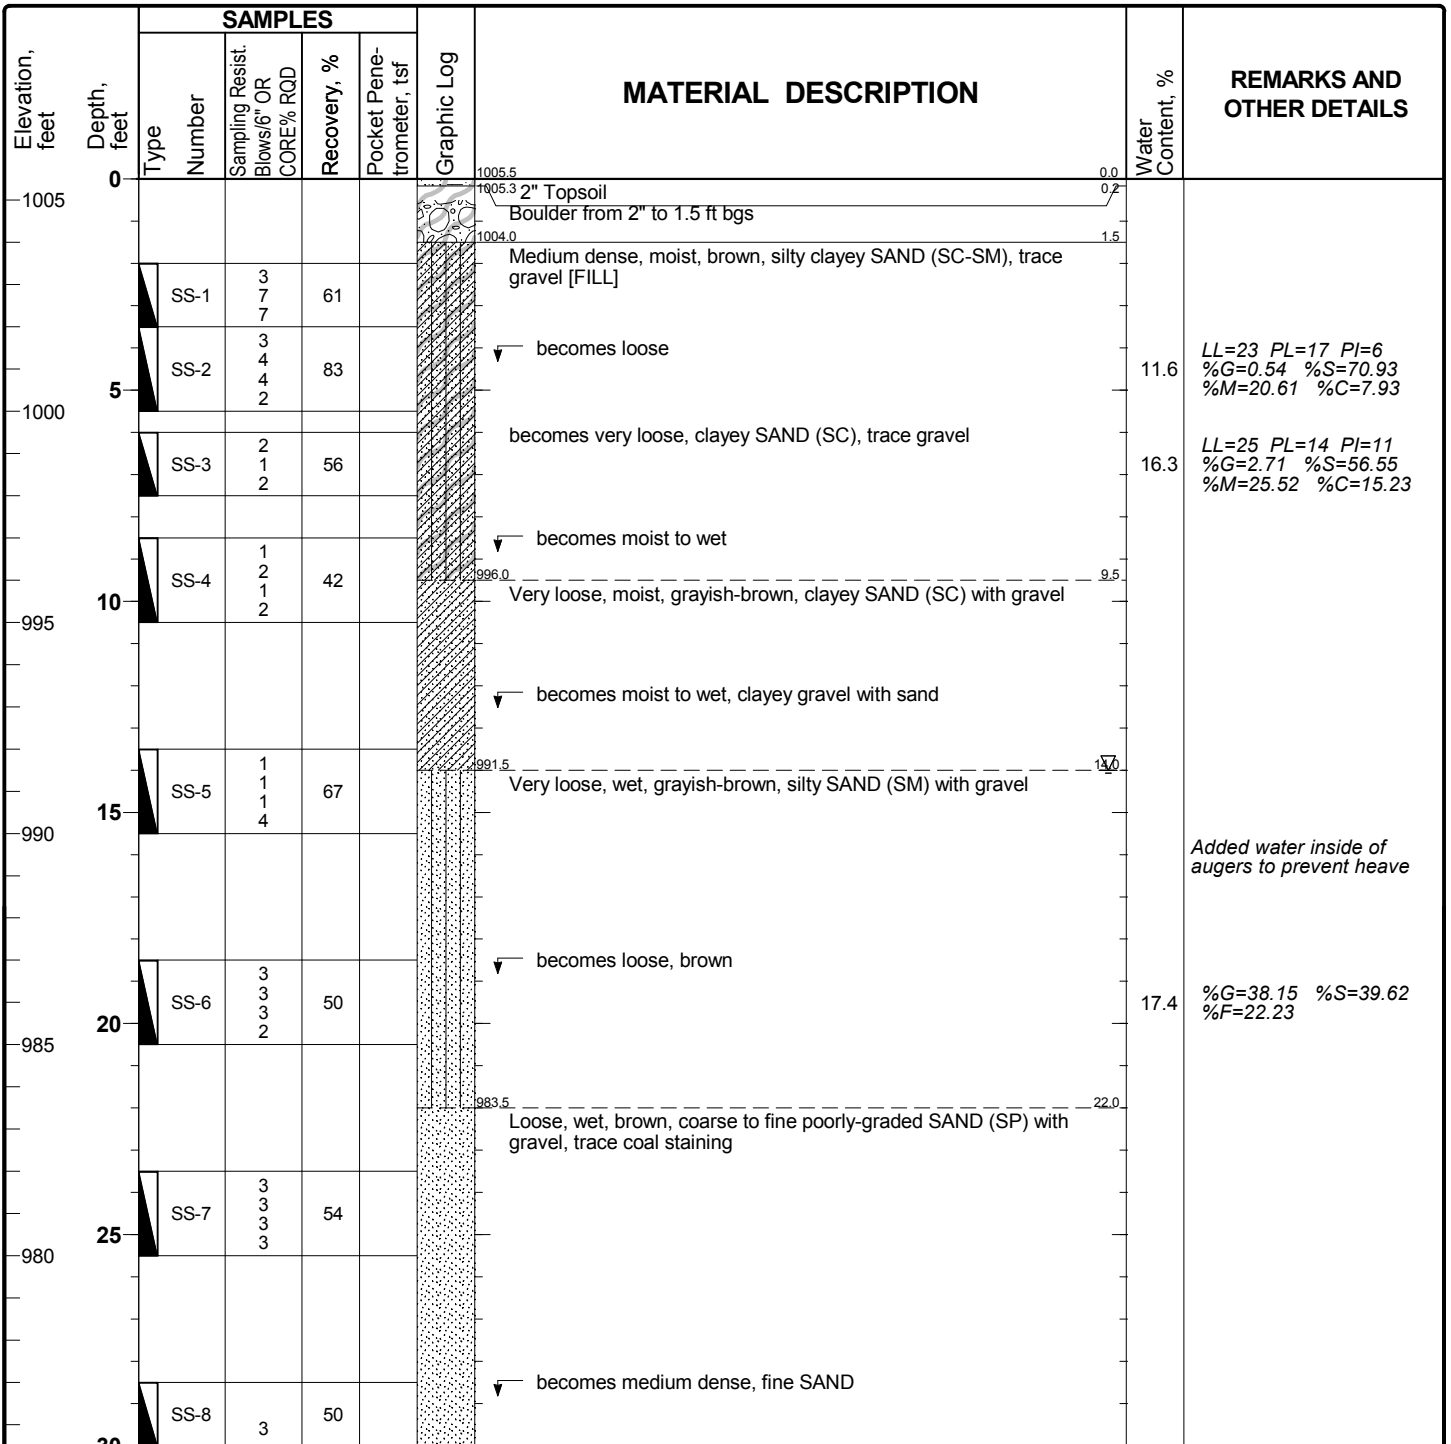 SAMPLES
Elevation,
feet
Depth,
feet
Type
Number
Sampling Resist.
Blows/6" OR
CORE% RQD
Recovery, %
Pocket Pene-
trometer, tsf
Graphic Log
MATERIAL DESCRIPTION
Water
Content, %
REMARKS AND
OTHER DETAILS
0
1005.5
0.0
1005.3
2" Topsoil
0.2
1005
Boulder from 2" to 1.5 ft bgs
1004.0
1.5
Medium dense, moist, brown, silty clayey SAND (SC-SM), trace
gravel [FILL]
SS-1
3
7
7
61
becomes loose
SS-2
3
4
4
2
83
11.6
LL=23 PL=17 PI=6
%G=0.54 %S=70.93
%M=20.61 %C=7.93
5
1000
becomes very loose, clayey SAND (SC), trace gravel
SS-3
2
1
2
56
16.3
LL=25 PL=14 PI=11
%G=2.71 %S=56.55
%M=25.52 %C=15.23
becomes moist to wet
SS-4
1
2
1
2
42
996.0
9.5
Very loose, moist, grayish-brown, clayey SAND (SC) with gravel
10
995
becomes moist to wet, clayey gravel with sand
991.5
14.0
SS-5
1
1
1
4
67
Very loose, wet, grayish-brown, silty SAND (SM) with gravel
15
990
Added water inside of
augers to prevent heave
becomes loose, brown
SS-6
3
3
3
2
50
17.4
%G=38.15 %S=39.62
%F=22.23
20
985
983.5
22.0
Loose, wet, brown, coarse to fine poorly-graded SAND (SP) with
gravel, trace coal staining
SS-7
3
3
3
3
54
25
980
becomes medium dense, fine SAND
SS-8
3
50
30